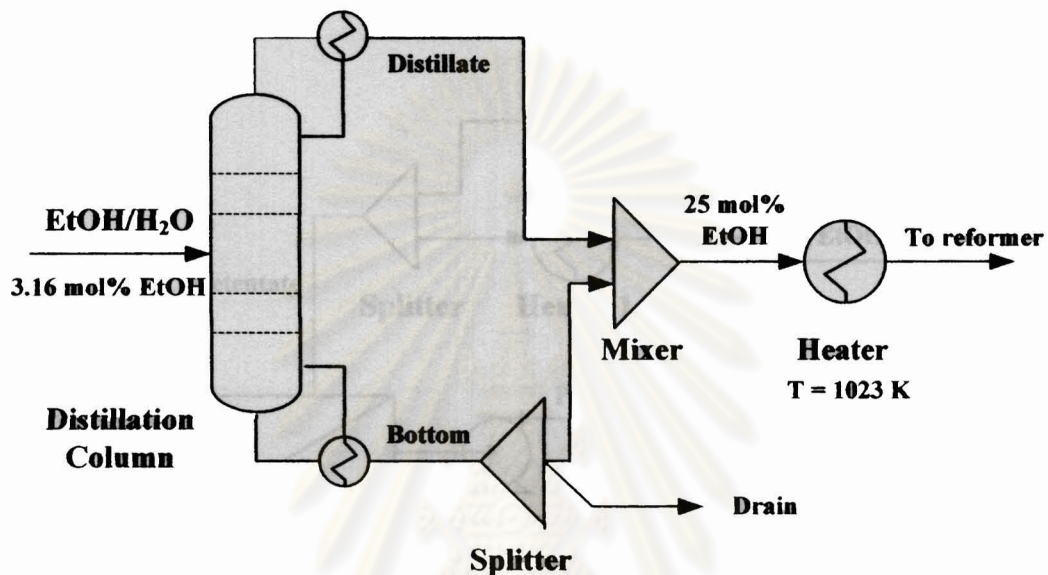 Distillate
EtOH/H₂O
3.16 mol% EtOH
25 mol%
EtOH
To reformer
Splitter
Mixer
Heater
T = 1023 K
Distillation
Column
Bottom
Drain
Splitter